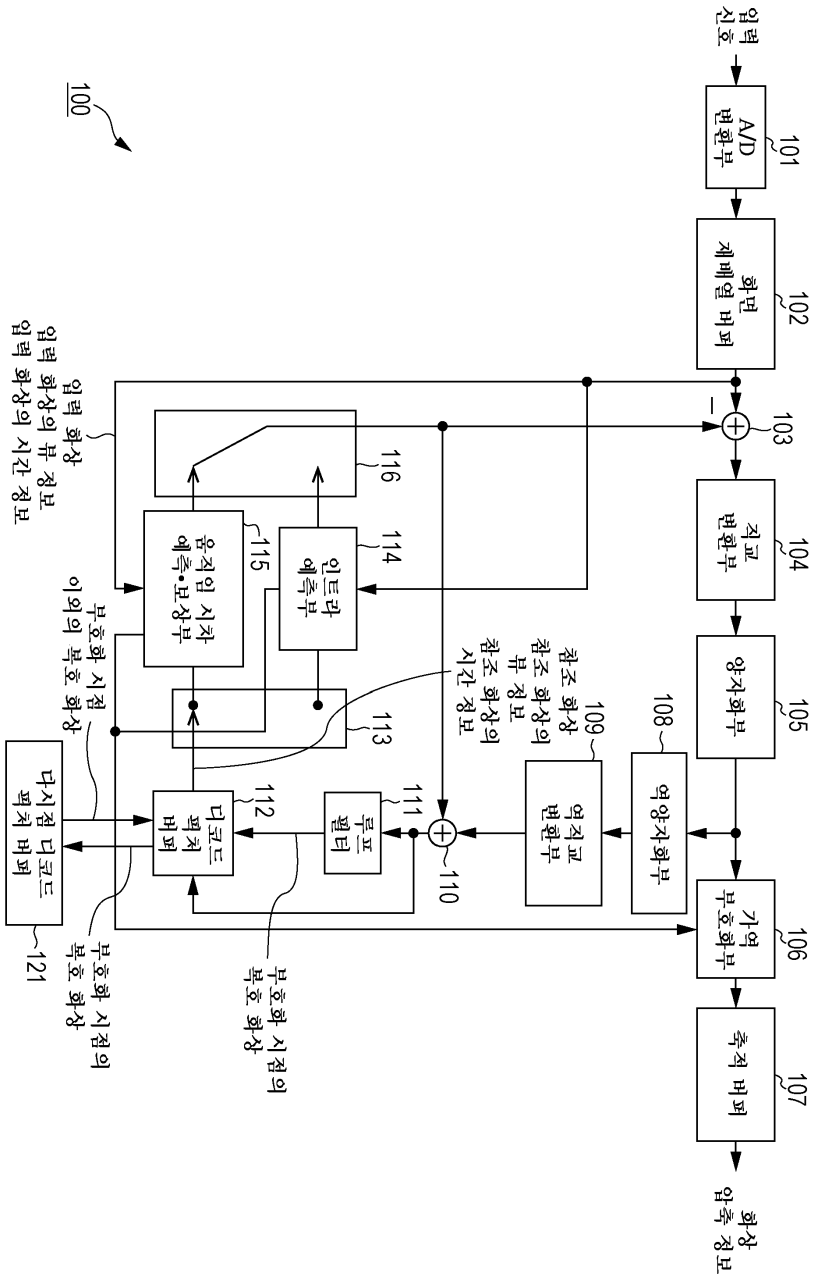 100
입력
신호
101
A/D
변환부
102
화면
재배열 버퍼
103
−
+
104
직교
변환부
105
양자화부
106
가역
부호화부
107
축적 버퍼
화상
압축 정보
108
역양자화부
109
역직교
변환부
110
+
111
루프
필터
112
디코드
픽처
버퍼
113
114
인트라
예측부
115
움직임 시차
예측•보상부
116
입력 화상
입력 화상의 뷰 정보
입력 화상의 시간 정보
참조 화상
참조 화상의
뷰 정보
참조 화상의
시간 정보
부호화 시점
이외의 복호 화상
부호화 시점의
복호 화상
부호화 시점의
복호 화상
121
다시점 디코드
픽처 버퍼